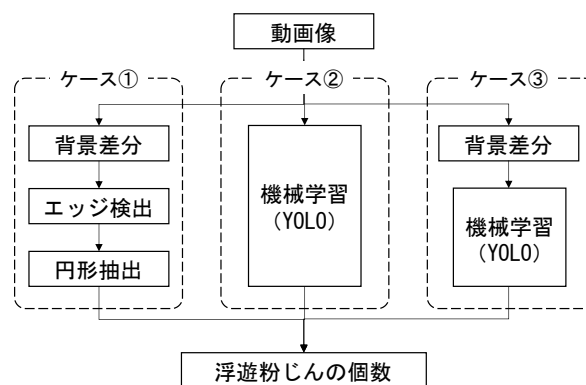 動画像
ケース①
背景差分
エッジ検出
円形抽出
ケース②
機械学習
(YOLO)
ケース③
背景差分
機械学習
(YOLO)
浮遊粉じんの個数